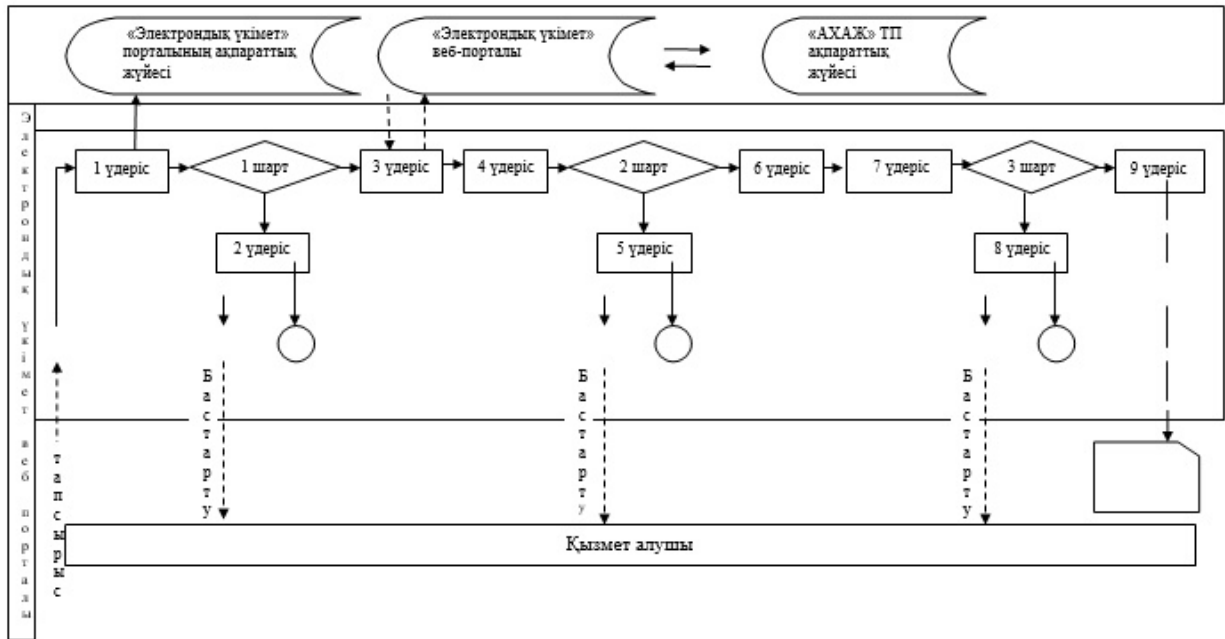 «Электрондық үкімет»
порталының ақпараттық
жүйесі
«Электрондық үкімет»
веб-порталы
«АХАЖ» ТП
ақпараттық
жүйесі
Электрондық үкімет веб порталы
1 үдеріс
1 шарт
3 үдеріс
4 үдеріс
2 шарт
6 үдеріс
7 үдеріс
3 шарт
9 үдеріс
2 үдеріс
5 үдеріс
8 үдеріс
Бастарту
Бастарту
Бастарту
тапсырыс
Қызмет алушы